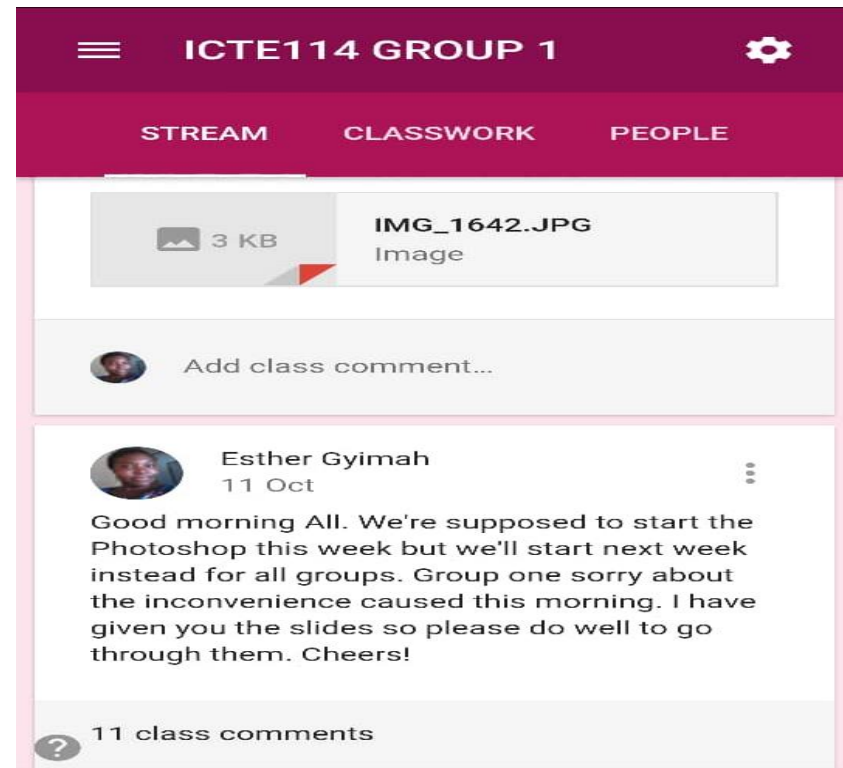 ICTE114 GROUP 1
STREAM CLASSWORK PEOPLE
3 KB
IMG_1642.JPG
Image
Add class comment...
Esther Gyimah
11 Oct
Good morning All. We're supposed to start the
Photoshop this week but we'll start next week
instead for all groups. Group one sorry about
the inconvenience caused this morning. I have
given you the slides so please do well to go
through them. Cheers!
11 class comments
?